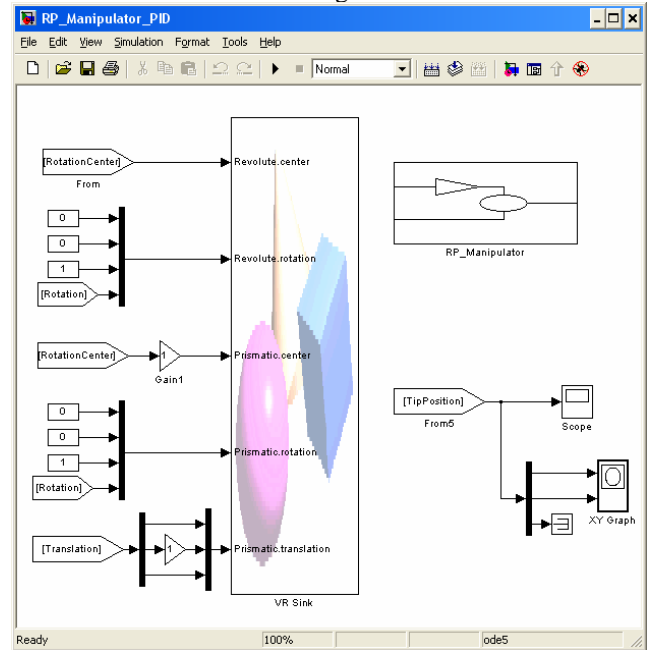 RP_Manipulator_PID
File Edit View Simulation Format Tools Help
Normal
[RotationCenter]
From
Revolute.center
0
0
1
[Rotation]
Revolute.rotation
[RotationCenter]
1
Gain1
Prismatic.center
0
0
1
[Rotation]
Prismatic.rotation
[Translation]
1
Prismatic.translation
VR Sink
RP_Manipulator
[TipPosition]
From5
Scope
XY Graph
Ready 100% ode5